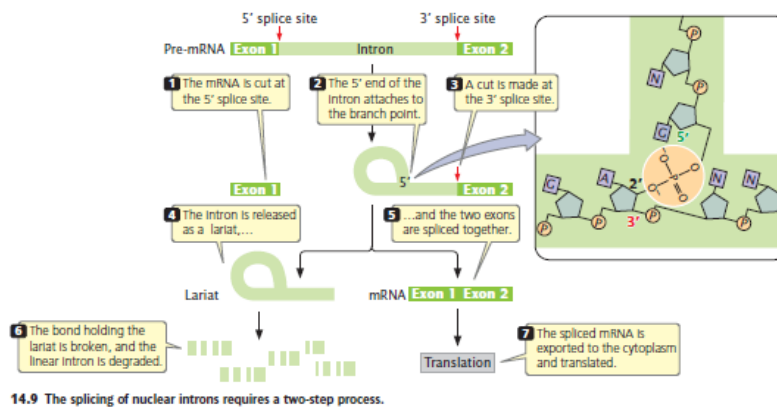 5’ splice site
3’ splice site
Pre-mRNA Exon 1 Intron Exon 2
1 The mRNA is cut at
the 5’ splice site.
2 The 5’ end of the
intron attaches to
the branch point.
3 A cut is made at
the 3’ splice site.
5’
Exon 1
Exon 2
4 The intron is released
as a lariat,…
5 …and the two exons
are spliced together.
Lariat
mRNA Exon 1 Exon 2
6 The bond holding the
lariat is broken, and the
linear intron is degraded.
Translation
7 The spliced mRNA is
exported to the cytoplasm
and translated.
P
N
P
G 5’
O O
P
O O
G A 2’ N N
P P 3’ P P
14.9 The splicing of nuclear introns requires a two-step process.